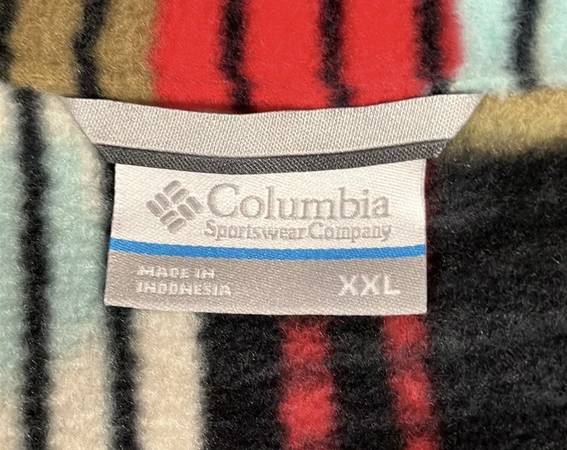 Columbia
Sportswear Company
MADE IN
INDONESIA
XXL